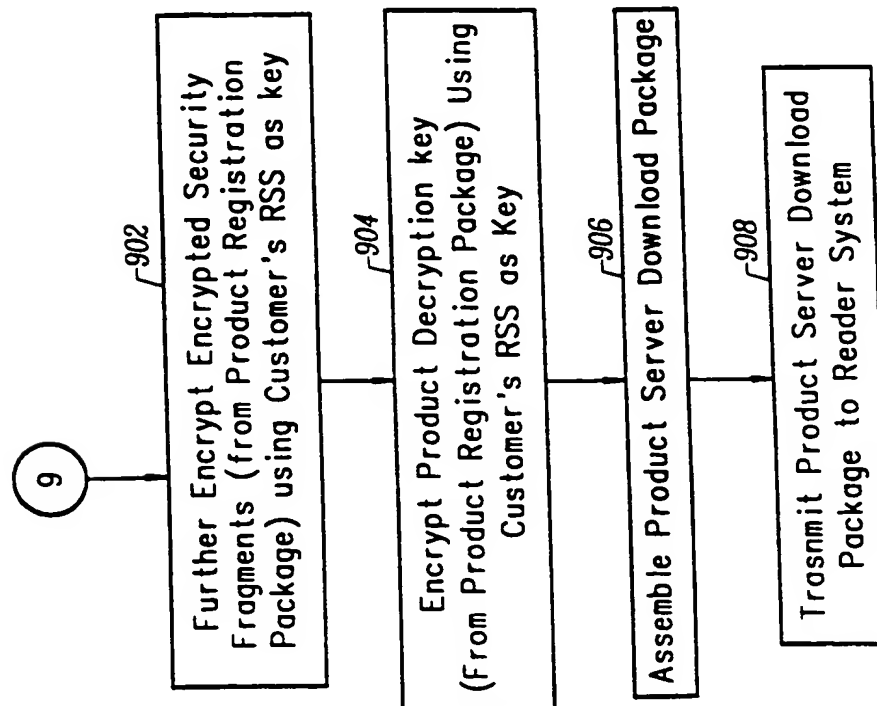 9
902
Further Encrypt Encrypted Security
Fragments (from Product Registration
Package) using Customer's RSS as key
904
Encrypt Product Decryption key
(From Product Registration Package) Using
Customer's RSS as Key
906
Assemble Product Server Download Package
908
Trasnmit Product Server Download
Package to Reader System